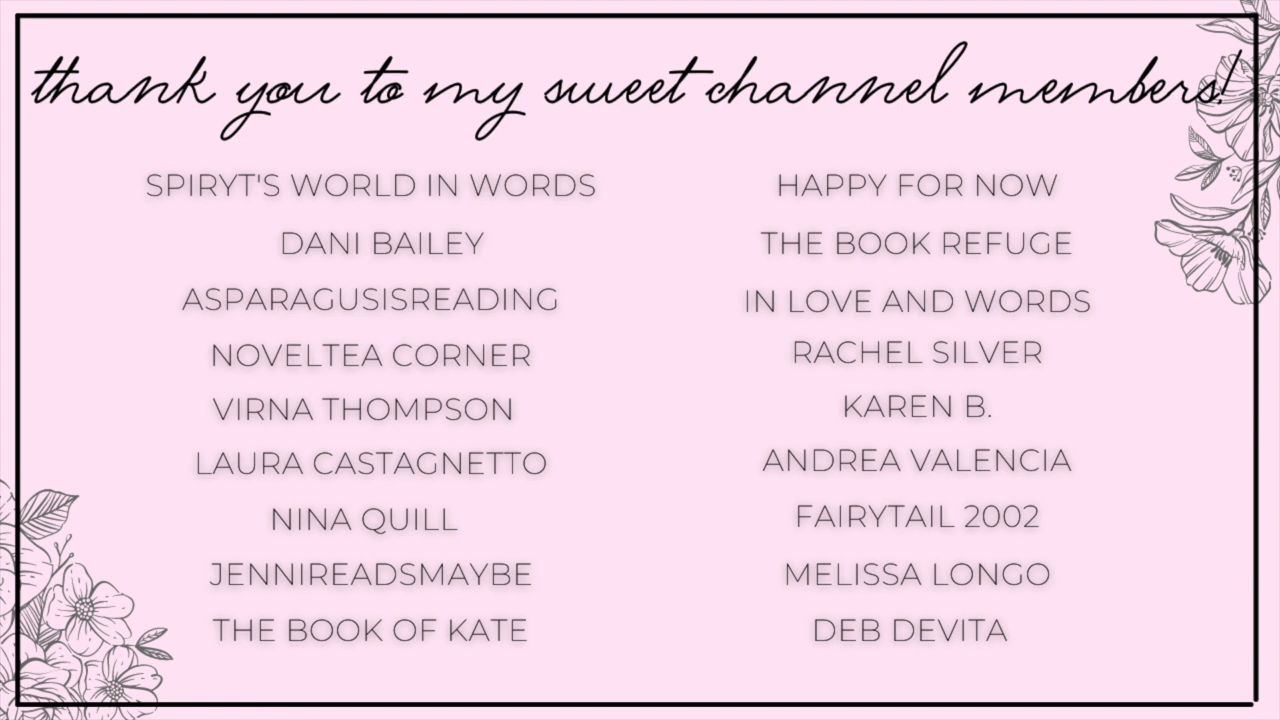 thank you to my sweet channel members!
SPIRYT'S WORLD IN WORDS
DANI BAILEY
ASPARAGUSISREADING
NOVELTEA CORNER
VIRNA THOMPSON
LAURA CASTAGNETTO
NINA QUILL
JENNIREADSMAYBE
THE BOOK OF KATE
HAPPY FOR NOW
THE BOOK REFUGE
IN LOVE AND WORDS
RACHEL SILVER
KAREN B.
ANDREA VALENCIA
FAIRYTAIL 2002
MELISSA LONGO
DEB DEVITA